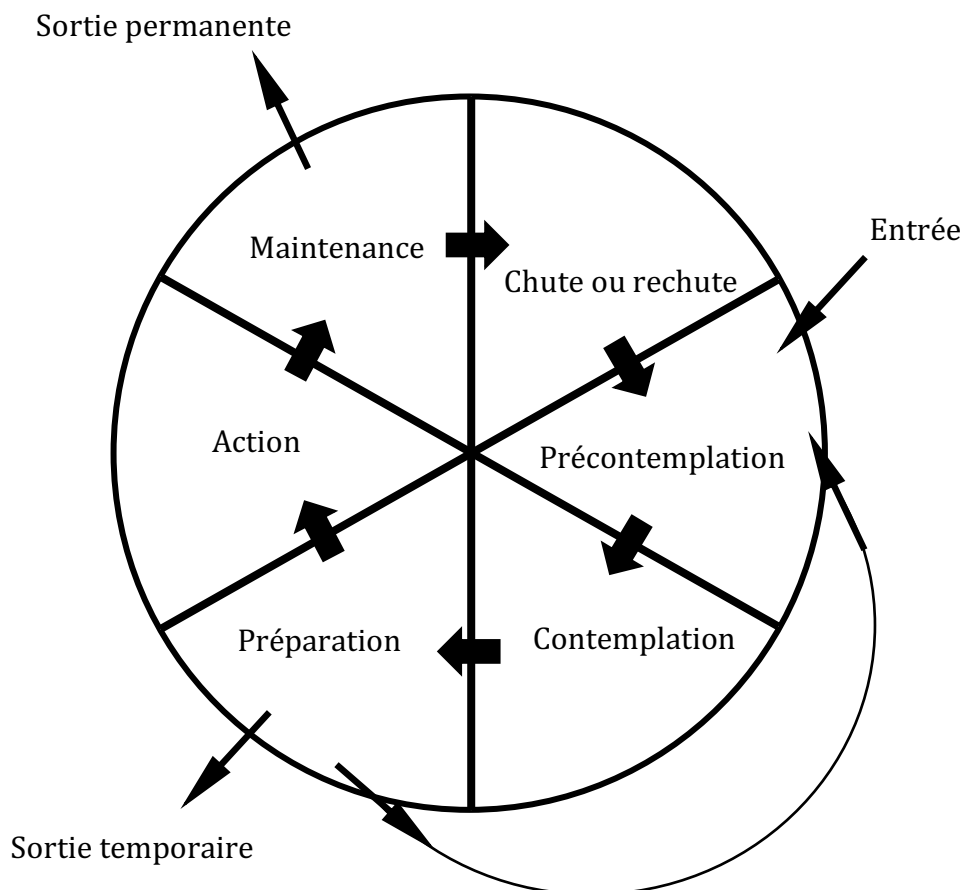 Sortie permanente
Entrée
Maintenance
Chute ou rechute
Action
Précontemplation
Préparation
Contemplation
Sortie temporaire